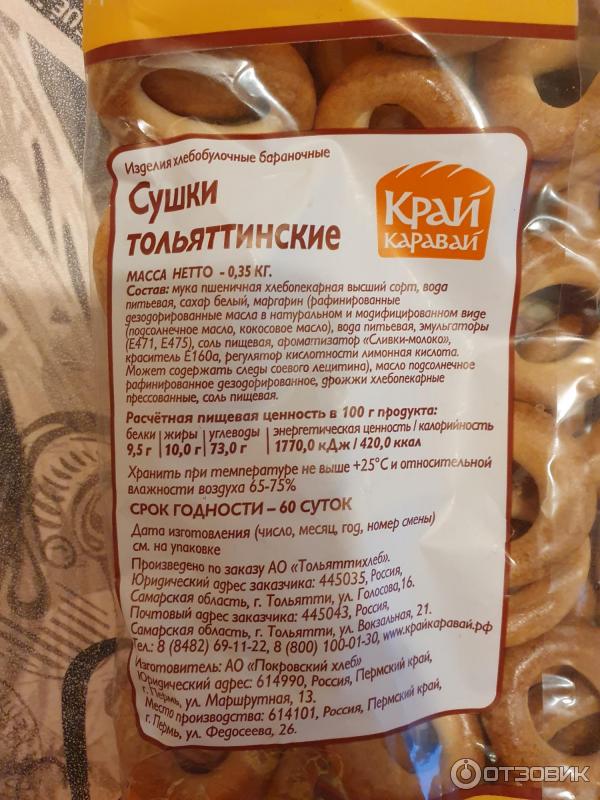 Изделия хлебобулочные бараночные
Сушки
тольяттинские
Край
каравай
МАССА НЕТТО - 0,35 КГ.
Состав: мука пшеничная хлебопекарная высший сорт, вода
питьевая, сахар белый, маргарин (рафинированные
дезодорированные масла в натуральном и модифицированном виде
(подсолнечное масло, кокосовое масло), вода питьевая, эмульгаторы
(Е471, Е475), соль пищевая, ароматизатор «Сливки-молоко»,
краситель Е160а, регулятор кислотности лимонная кислота.
Может содержать следы соевого лецитина), масло подсолнечное
рафинированное дезодорированное, дрожжи хлебопекарные
прессованные, соль пищевая.
Расчётная пищевая ценность в 100 г продукта:
белки жиры углеводы энергетическая ценность / калорийность
9,5 г 10,0 г 73,0 г 1770,0 кДж / 420,0 ккал
Хранить при температуре не выше +25°С и относительной
влажности воздуха 65-75%
СРОК ГОДНОСТИ – 60 СУТОК
Дата изготовления (число, месяц, год, номер смены)
см. на упаковке
Произведено по заказу АО «Тольяттихлеб».
Юридический адрес заказчика: 445035, Россия,
Самарская область, г. Тольятти, ул. Голосова,16.
Почтовый адрес заказчика: 445043, Россия,
Самарская область, г. Тольятти, ул. Вокзальная, 21.
Тел: 8 (8482) 69-11-22, 8 (800) 100-01-30, www.крайкаравай.рф
Изготовитель: АО «Покровский хлеб»
Юридический адрес: 614990, Россия, Пермский край,
г. Пермь, ул. Маршрутная, 13.
Место производства: 614101, Россия, Пермский край,
г. Пермь, ул. Федосеева, 26.
ОТЗОВИК